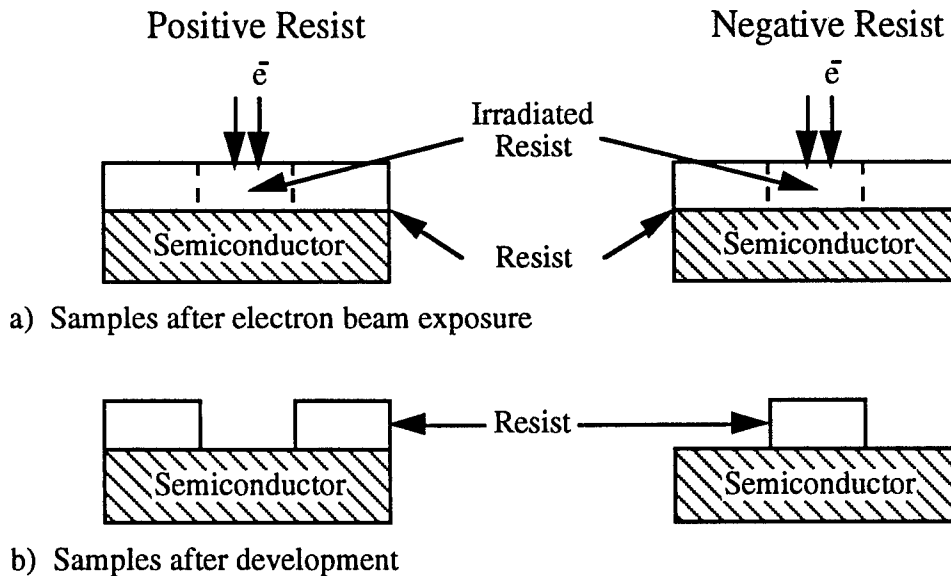 Positive Resist
Negative Resist
ē
ē
Irradiated
Resist
Semiconductor
Semiconductor
Resist
a) Samples after electron beam exposure
Resist
Semiconductor
Semiconductor
b) Samples after development